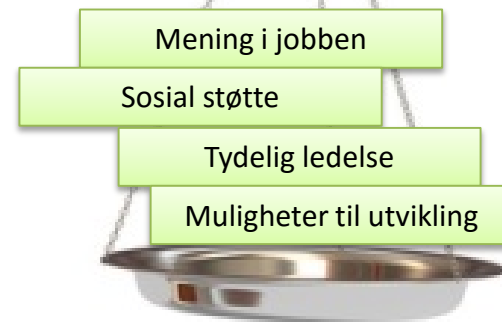 Mening i jobben
Sosial støtte
Tydelig ledelse
Muligheter til utvikling